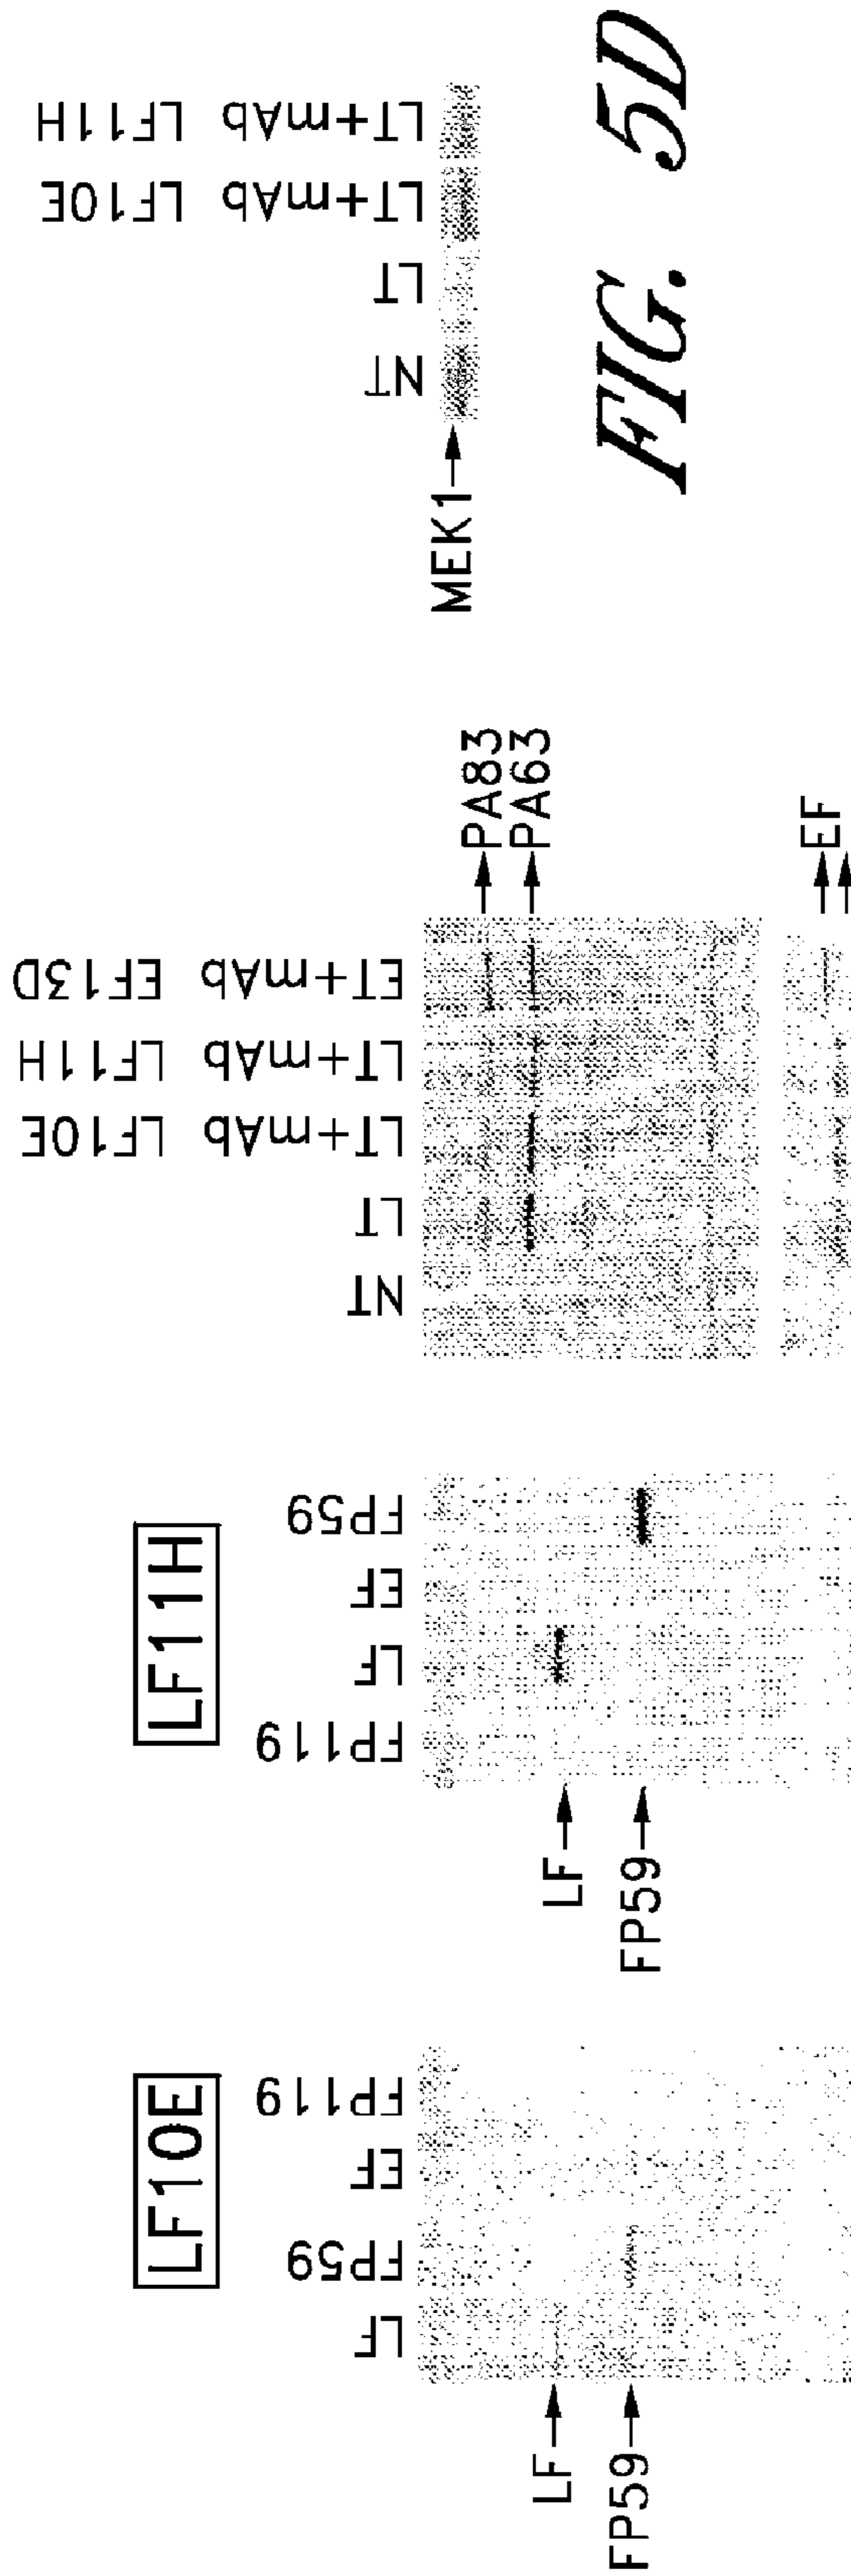 LF10E
LF
FP59
EF
FP119
LF
FP59
LF11H
FP119
LF
EF
FP59
LF
FP59
NT
LT
LT+mAb LF10E
LT+mAb LF11H
ET+mAb EF13D
PA83
PA63
EF
NT
LT
LT+mAb LF10E
LT+mAb LF11H
MEK1
FIG. 5D